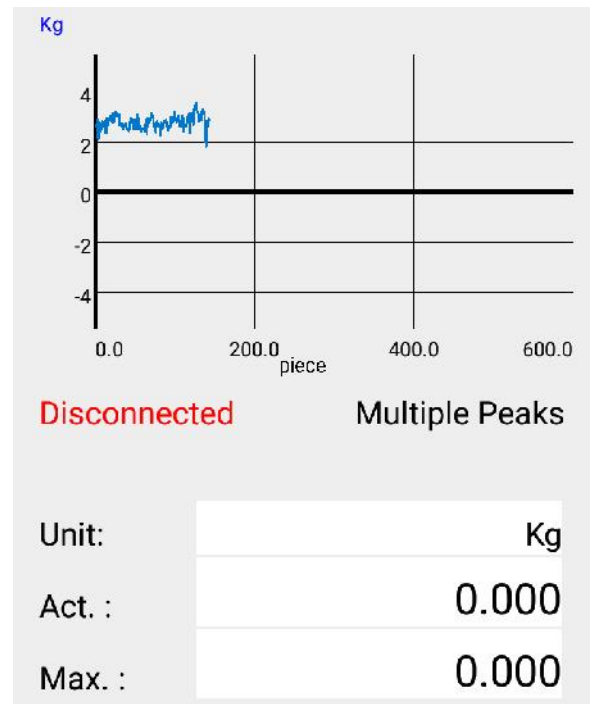 Kg
4
2
0
-2
-4
0.0 200.0 400.0 600.0
piece
Disconnected Multiple Peaks
Unit: Kg
Act. : 0.000
Max. : 0.000